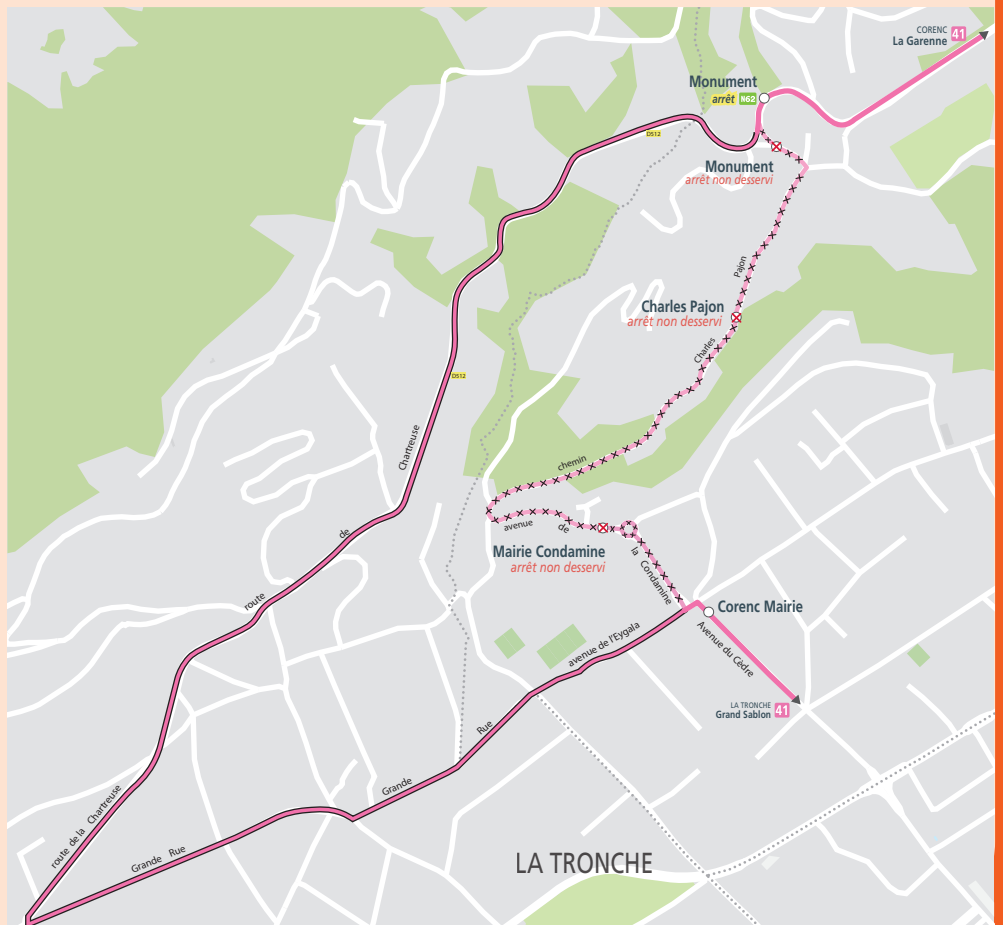 CORENC
La Garenne 41
Monument
arrêt N62
D512
Monument
arrêt non desservi
Pajon
Charles Pajon
arrêt non desservi
Charles
D512
Chartreuse
chemin
avenue de
la Condamine
Mairie Condamine
arrêt non desservi
de
route
Corenc Mairie
Avenue du Cèdre
avenue de l'Eygala
LA TRONCHE
Grand Sablon 41
Rue
Grande
route de la Chartreuse
Grande Rue
LA TRONCHE